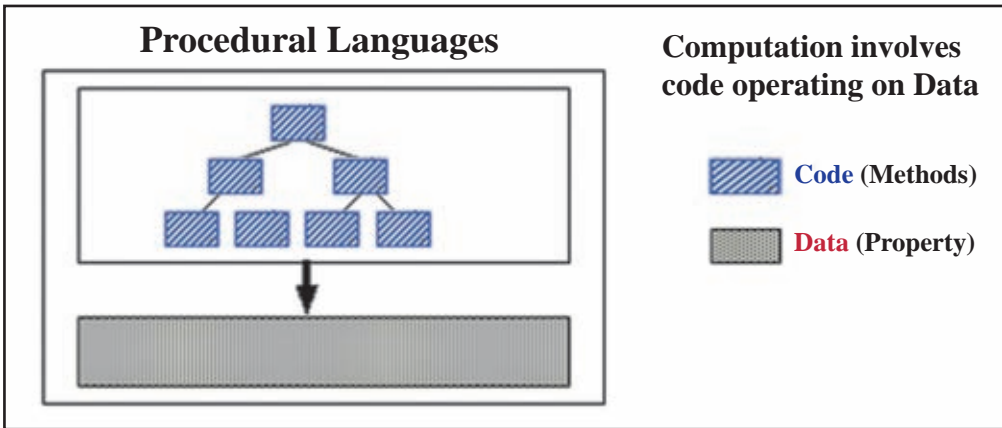 Procedural Languages
Computation involves
code operating on Data
Code (Methods)
Data (Property)